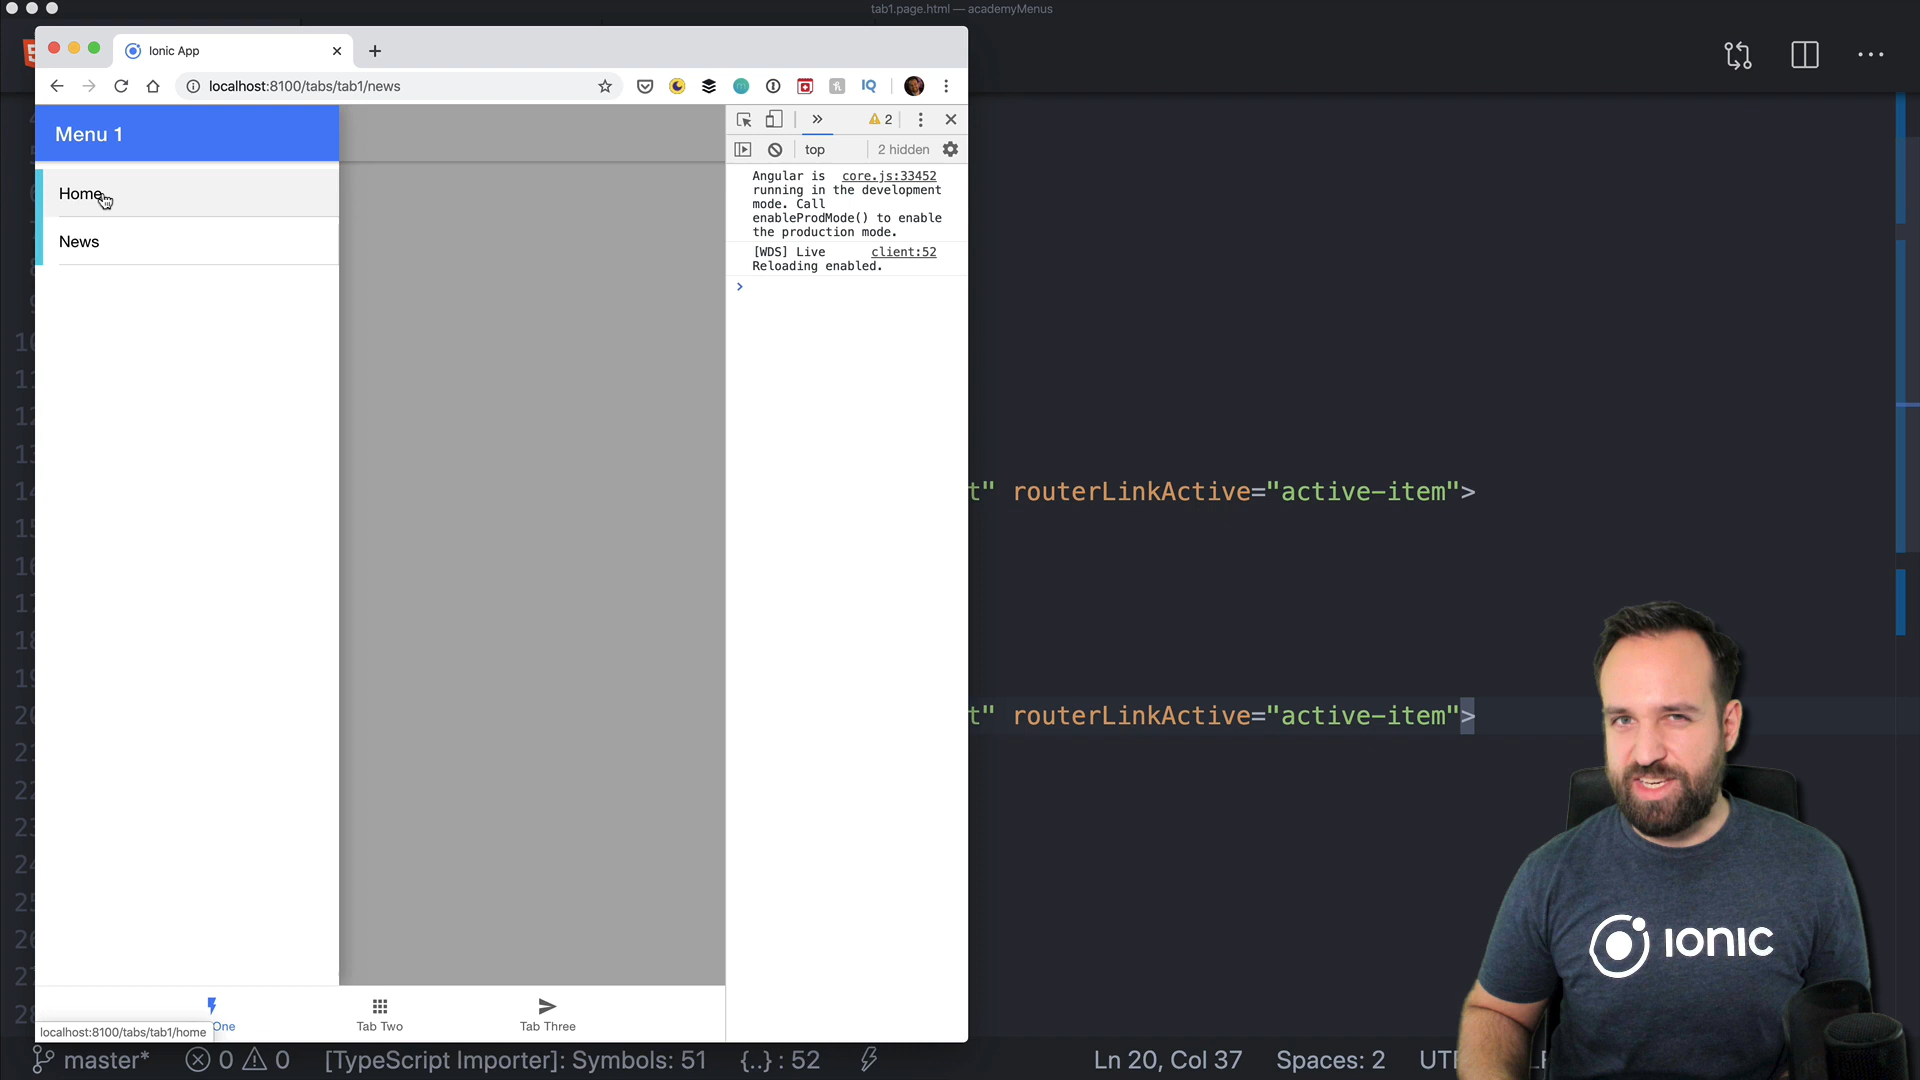 tab1.page.html — academyMenus
Ionic App
localhost:8100/tabs/tab1/news
IQ
Menu 1
2
top
2 hidden
Home
News
Angular is core.js:33452
running in the development
mode. Call
enableProdMode() to enable
the production mode.
[WDS] Live client:52
Reloading enabled.
t" routerLinkActive="active-item">
t" routerLinkActive="active-item">
IONIC
One
Tab Two
Tab Three
localhost:8100/tabs/tab1/home
master* 0 0 [TypeScript Importer]: Symbols: 51 {..} : 52 Ln 20, Col 37 Spaces: 2